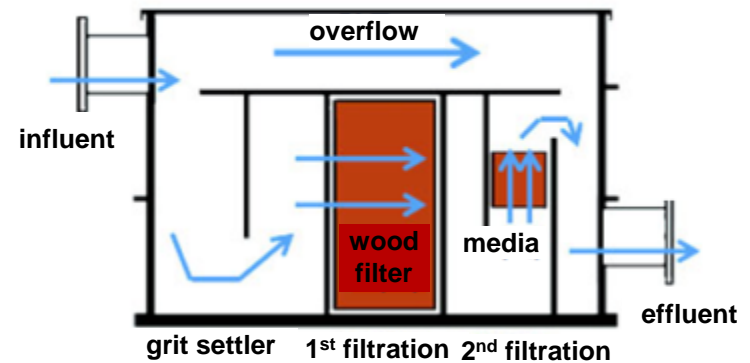 overflow
influent
wood
filter
media
effluent
grit settler 1st filtration 2nd filtration